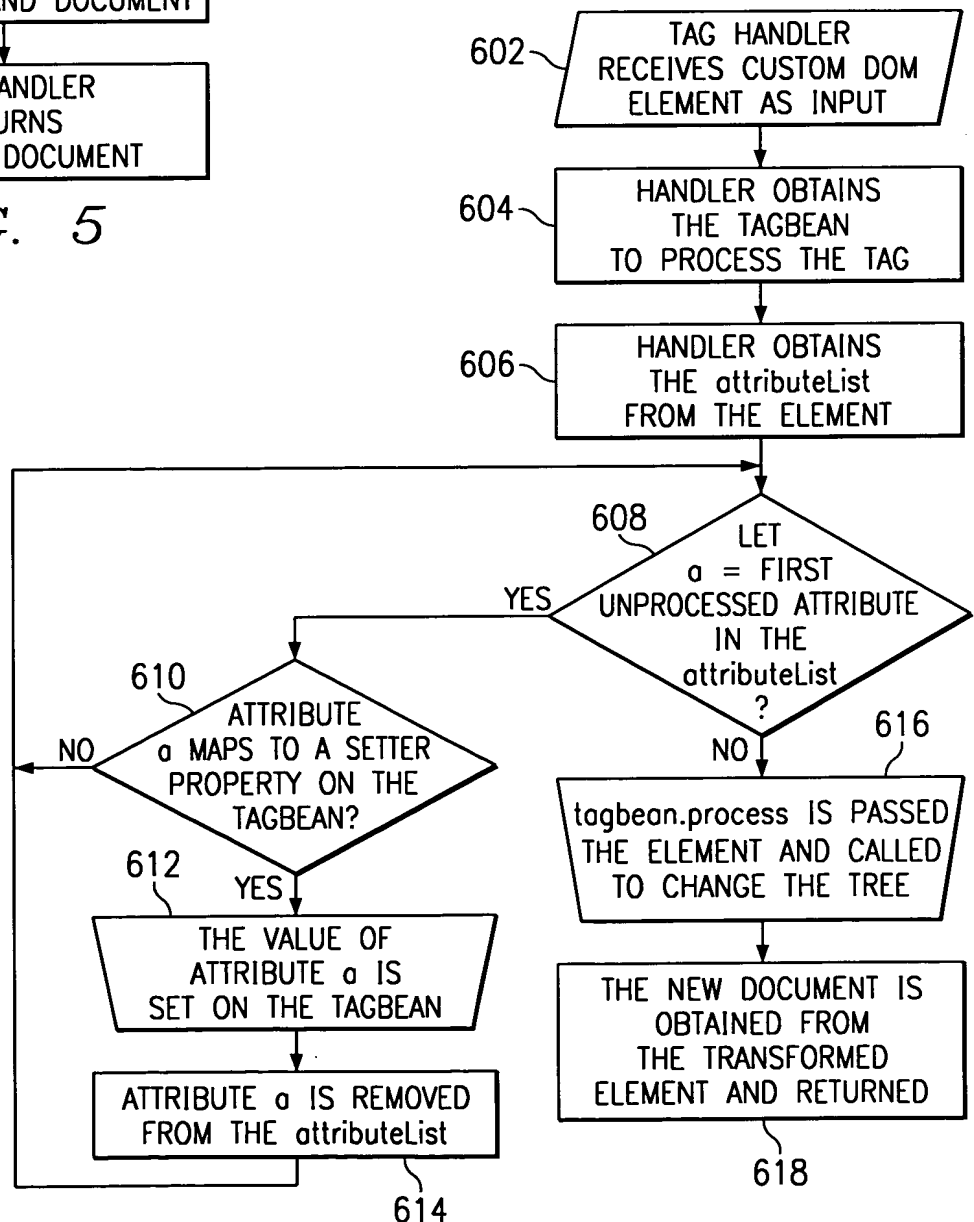 AND DOCUMENT
DOCUMENT
5
602
TAG HANDLER
RECEIVES CUSTOM DOM
ELEMENT AS INPUT
604
HANDLER OBTAINS
THE TAGBEAN
TO PROCESS THE TAG
606
HANDLER OBTAINS
THE attributeList
FROM THE ELEMENT
608
LET
a = FIRST
UNPROCESSED ATTRIBUTE
IN THE
attributeList
?
YES
NO
610
ATTRIBUTE
a MAPS TO A SETTER
PROPERTY ON THE
TAGBEAN?
NO
YES
612
THE VALUE OF
ATTRIBUTE a IS
SET ON THE TAGBEAN
ATTRIBUTE a IS REMOVED
FROM THE attributeList
614
616
tagbean.process IS PASSED
THE ELEMENT AND CALLED
TO CHANGE THE TREE
THE NEW DOCUMENT IS
OBTAINED FROM
THE TRANSFORMED
ELEMENT AND RETURNED
618